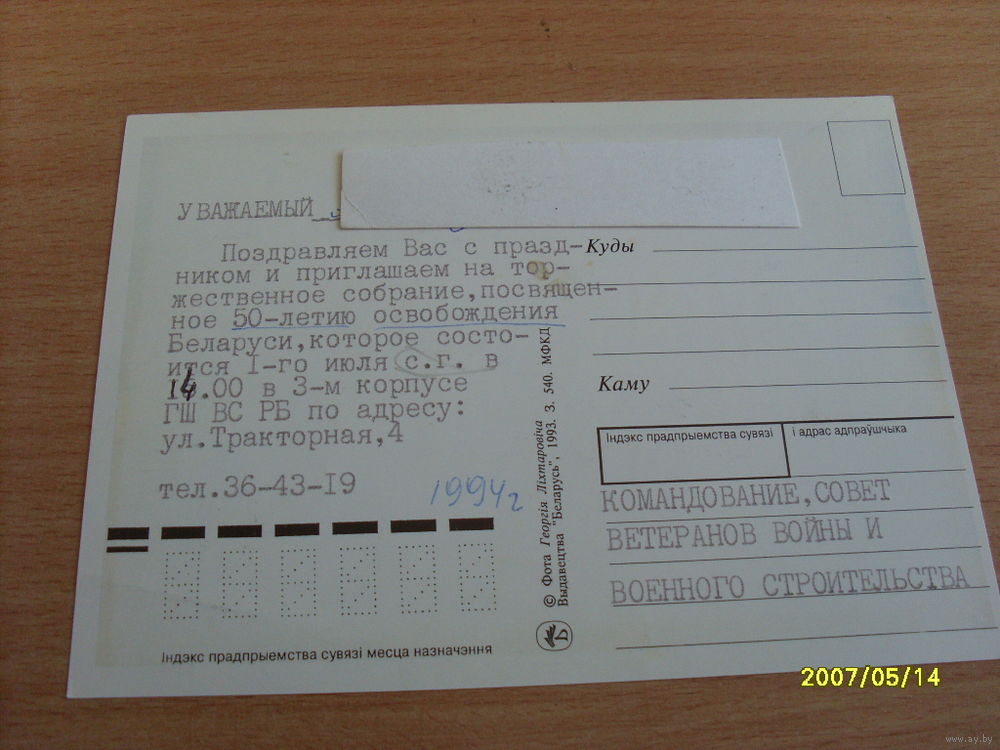 УВАЖАЕМЫЙ
Поздравляем Вас с празд-
ником и приглашаем на тор-
жественное собрание,посвящен-
ное 50-летию освобождения
Беларуси,которое состо-
ится I-го июля с.г. в
14.00 в 3-м корпусе
ГШ ВС РБ по адресу:
ул.Тракторная,4
тел.36-43-I9
1994г
Індэкс прадпрыемства сувязі месца назначэння
© Фота Георгія Ліхтаровіча
Выдавецтва "Беларусь", 1993. З. 540. МФКД
Куды
Каму
Індэкс прадпрыемства сувязі
і адрас адпраўшчыка
КОМАНДОВАНИЕ,СОВЕТ
ВЕТЕРАНОВ ВОЙНЫ И
ВОЕННОГО СТРОИТЕЛЬСТВА
2007/05/14
www.ay.by